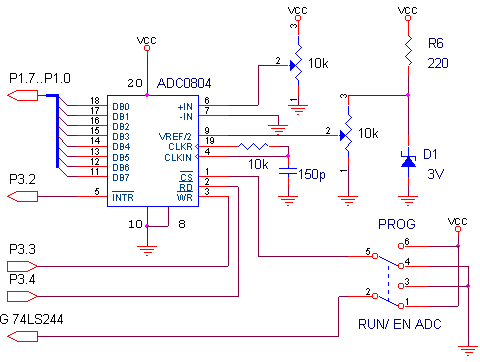 VCC
3
VCC
VCC
R6
220
P1.7..P1.0
20
ADC0804
2
10k
1
18 DB0 +IN 6
17 DB1 -IN 7
16 DB2
15 DB3 VREF/2 9
14 DB4 CLKR 19
13 DB5 CLKIN 4
12 DB6
11 DB7 CS 1
RD 2
5 INTR WR 3
3
2
10k
1
10k
150p
D1
3V
P3.2
10
8
PROG
VCC
P3.3
P3.4
6
5
4
3
2
1
G 74LS244
RUN/ EN ADC